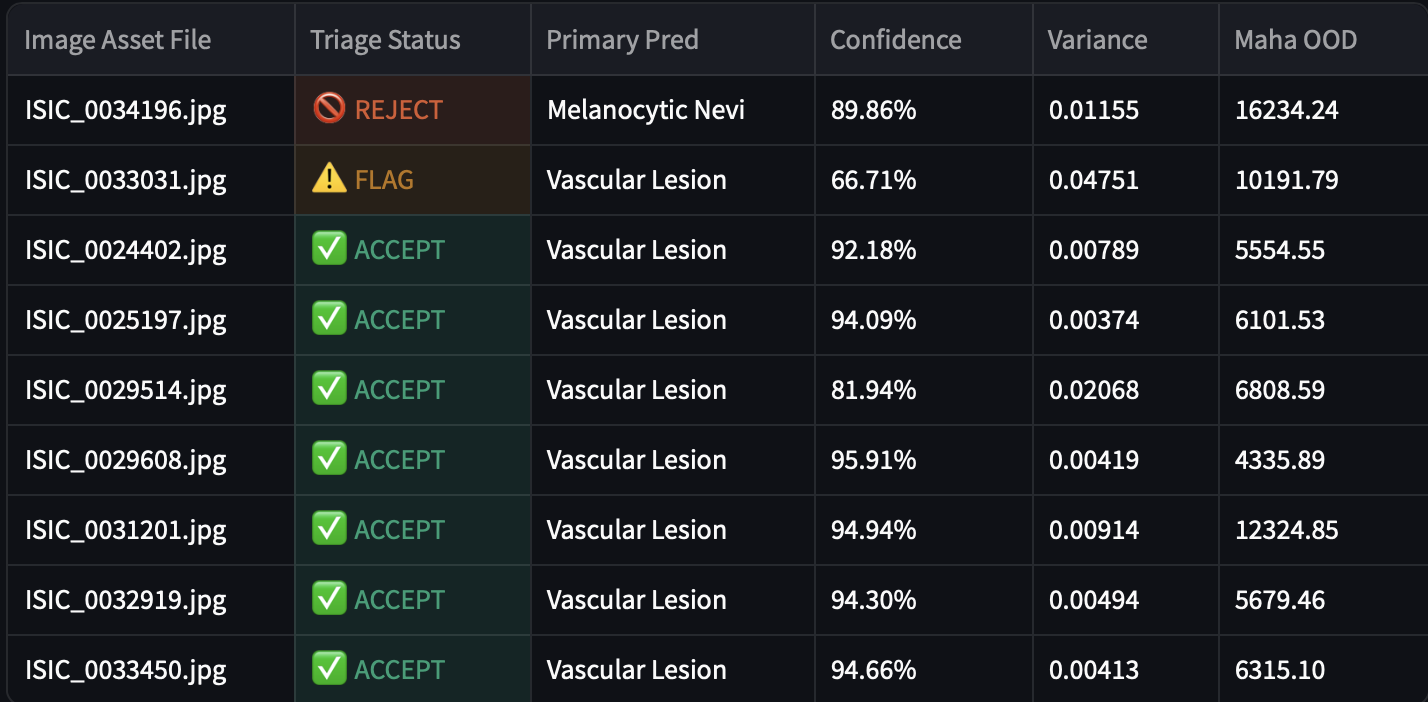 Image Asset File Triage Status Primary Pred Confidence Variance Maha OOD
ISIC_0034196.jpg 🚫 REJECT Melanocytic Nevi 89.86% 0.01155 16234.24
ISIC_0033031.jpg ⚠️ FLAG Vascular Lesion 66.71% 0.04751 10191.79
ISIC_0024402.jpg ✅ ACCEPT Vascular Lesion 92.18% 0.00789 5554.55
ISIC_0025197.jpg ✅ ACCEPT Vascular Lesion 94.09% 0.00374 6101.53
ISIC_0029514.jpg ✅ ACCEPT Vascular Lesion 81.94% 0.02068 6808.59
ISIC_0029608.jpg ✅ ACCEPT Vascular Lesion 95.91% 0.00419 4335.89
ISIC_0031201.jpg ✅ ACCEPT Vascular Lesion 94.94% 0.00914 12324.85
ISIC_0032919.jpg ✅ ACCEPT Vascular Lesion 94.30% 0.00494 5679.46
ISIC_0033450.jpg ✅ ACCEPT Vascular Lesion 94.66% 0.00413 6315.10